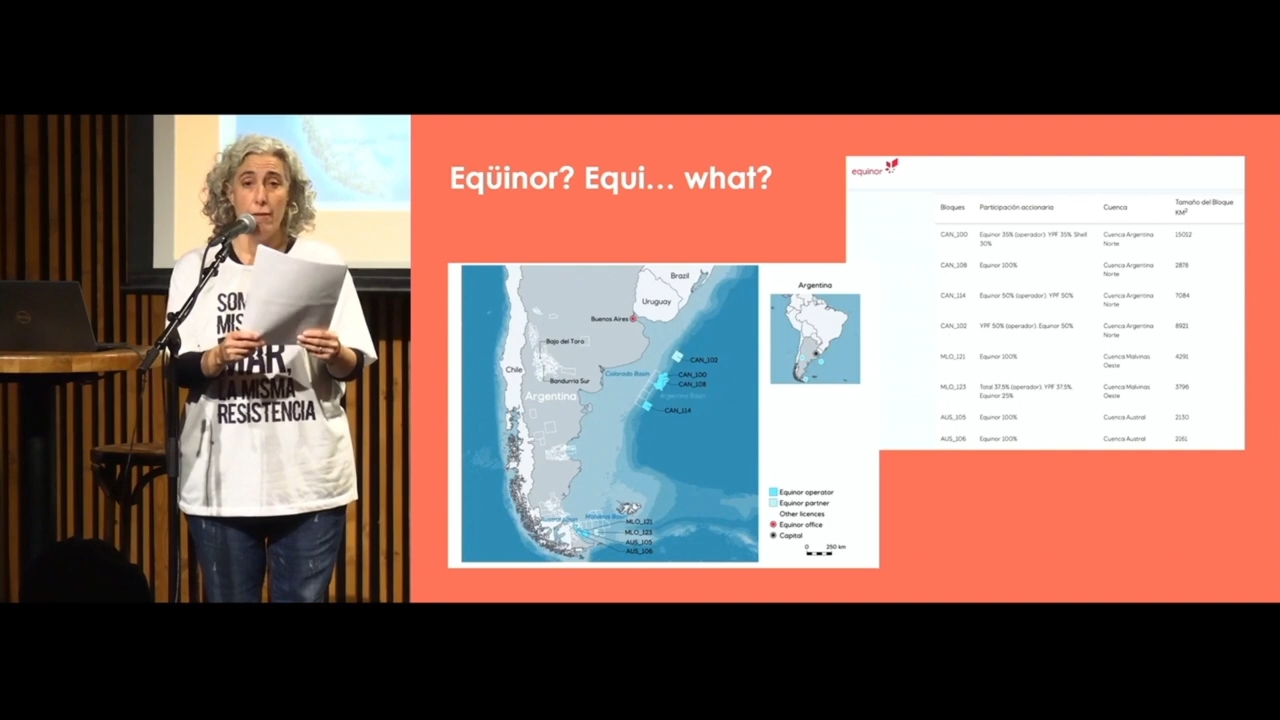 SOM
MIS
MAR,
LA MISMA
RESISTENCIA
Eqüinor? Equi... what?
Brazil
Uruguay
Buenos Aires
Bajo del Toro
CAN_102
Chile
Colorado Basin
CAN_100
Bandurria Sur
CAN_108
Argentina
CAN_114
MLO_121
MLO_123
AUS_105
AUS_106
Argentina
Equinor operator
Equinor partner
Other licences
Equinor office
Capital
0 250 km
equinor
Bloques Participación accionaria Cuenca Tamaño del Bloque
KM²
CAN_100 Equinor 35% (operador). YPF 35%. Shell Cuenca Argentina 15012
30% Norte
CAN_108 Equinor 100% Cuenca Argentina 2878
Norte
CAN_114 Equinor 50% (operador). YPF 50% Cuenca Argentina 7084
Norte
CAN_102 YPF 50% (operador). Equinor 50% Cuenca Argentina 8921
Norte
MLO_121 Equinor 100% Cuenca Malvinas 4291
Oeste
MLO_123 Total 37.5% (operador). YPF 37.5%. Cuenca Malvinas 3796
Equinor 25% Oeste
AUS_105 Equinor 100% Cuenca Austral 2130
AUS_106 Equinor 100% Cuenca Austral 2161